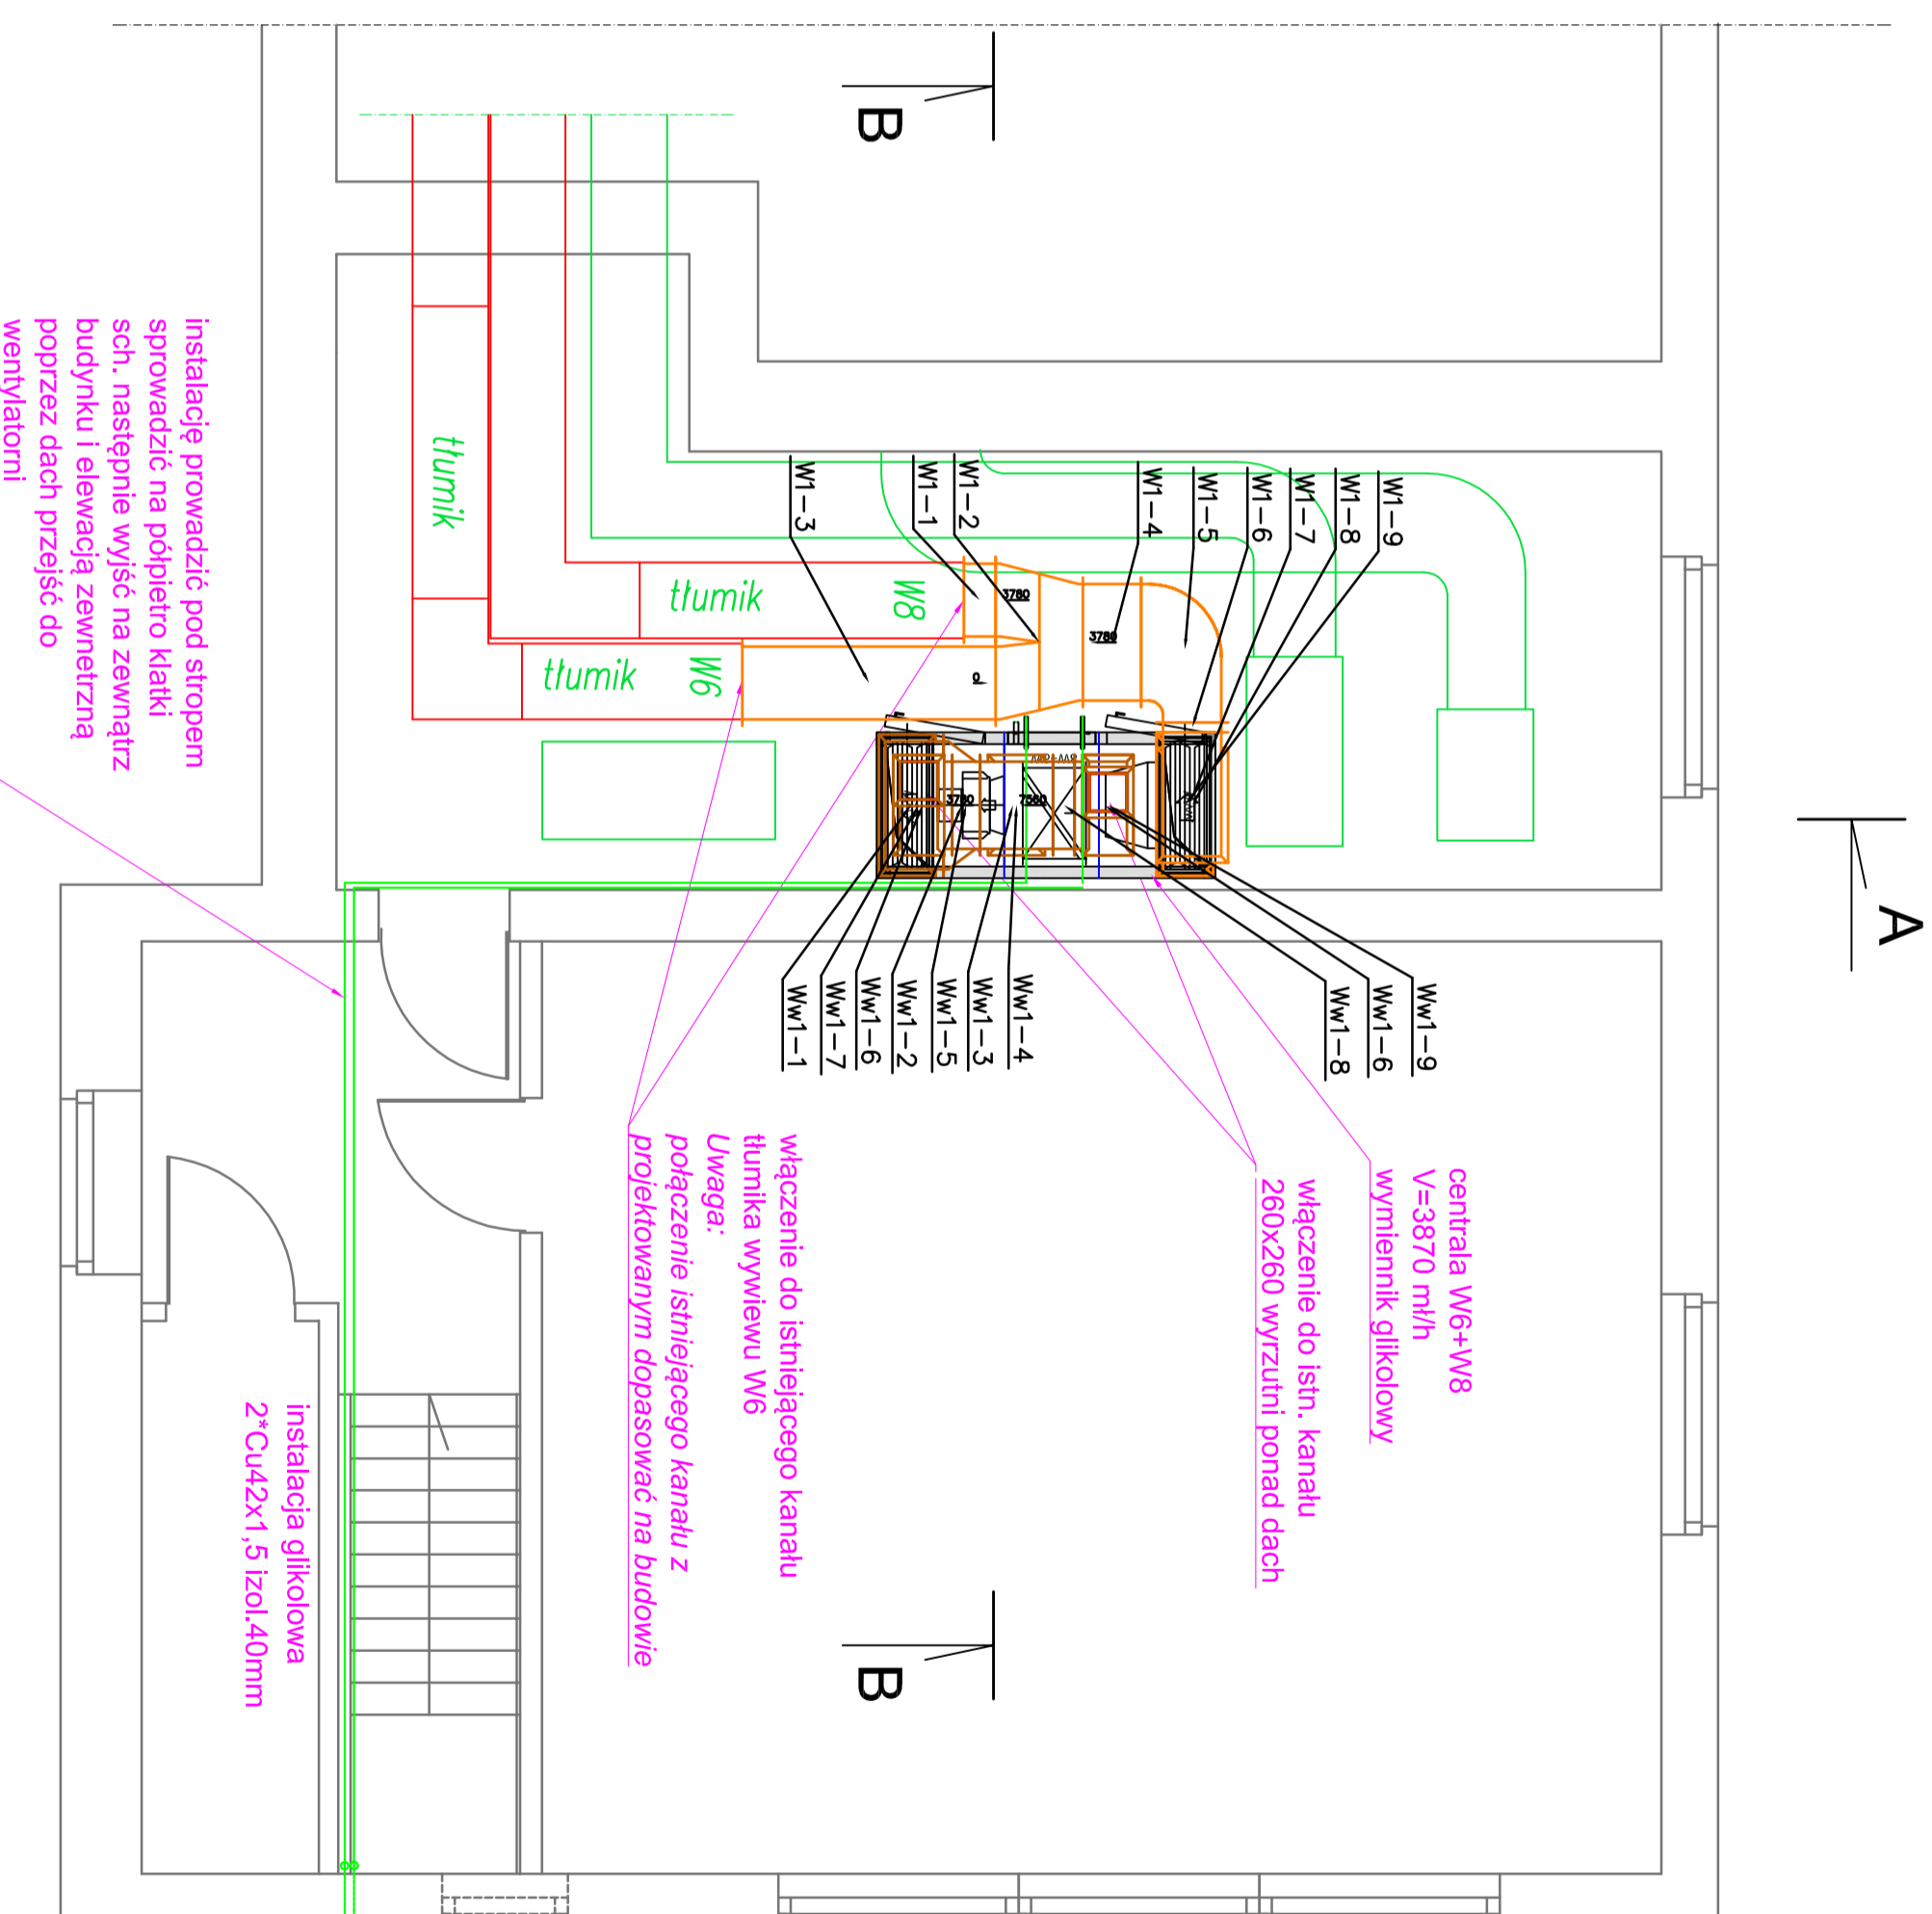 A
B
B
W1-9
W1-8
W1-7
W1-6
W1-5
W1-4
W1-2
W1-1
W1-3
W8
W6
tłumik
tłumik
tłumik
3780
3780
0
3780
7560
Ww1-9
Ww1-6
Ww1-8
Ww1-4
Ww1-3
Ww1-5
Ww1-2
Ww1-6
Ww1-7
Ww1-1
centrala W6+W8
V=3870 mł/h
wymiennik glikolowy
włączenie do istn. kanału
260x260 wyrzutni ponad dach
włączenie do istniejącego kanału
tłumika wywiewu W6
Uwaga:
połączenie istniejącego kanału z
projektowanym dopasować na budowie
instalacja glikolowa
2*Cu42x1,5 izol.40mm
instalację prowadzić pod stropem
sprowadzić na półpiętro klatki
sch. następnie wyjść na zewnątrz
budynku i elewacją zewnętrzną
poprzez dach przejść do
wentylatorni